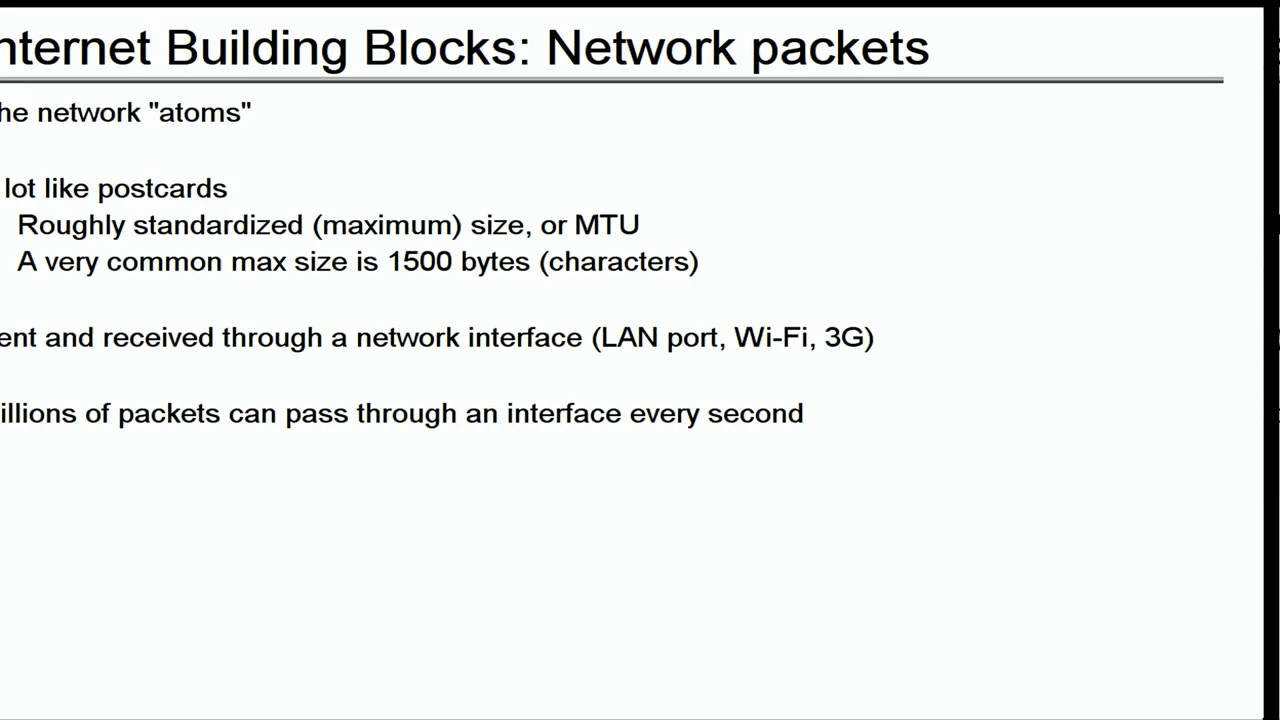 nternet Building Blocks: Network packets
he network "atoms"
lot like postcards
Roughly standardized (maximum) size, or MTU
A very common max size is 1500 bytes (characters)
ent and received through a network interface (LAN port, Wi-Fi, 3G)
illions of packets can pass through an interface every second